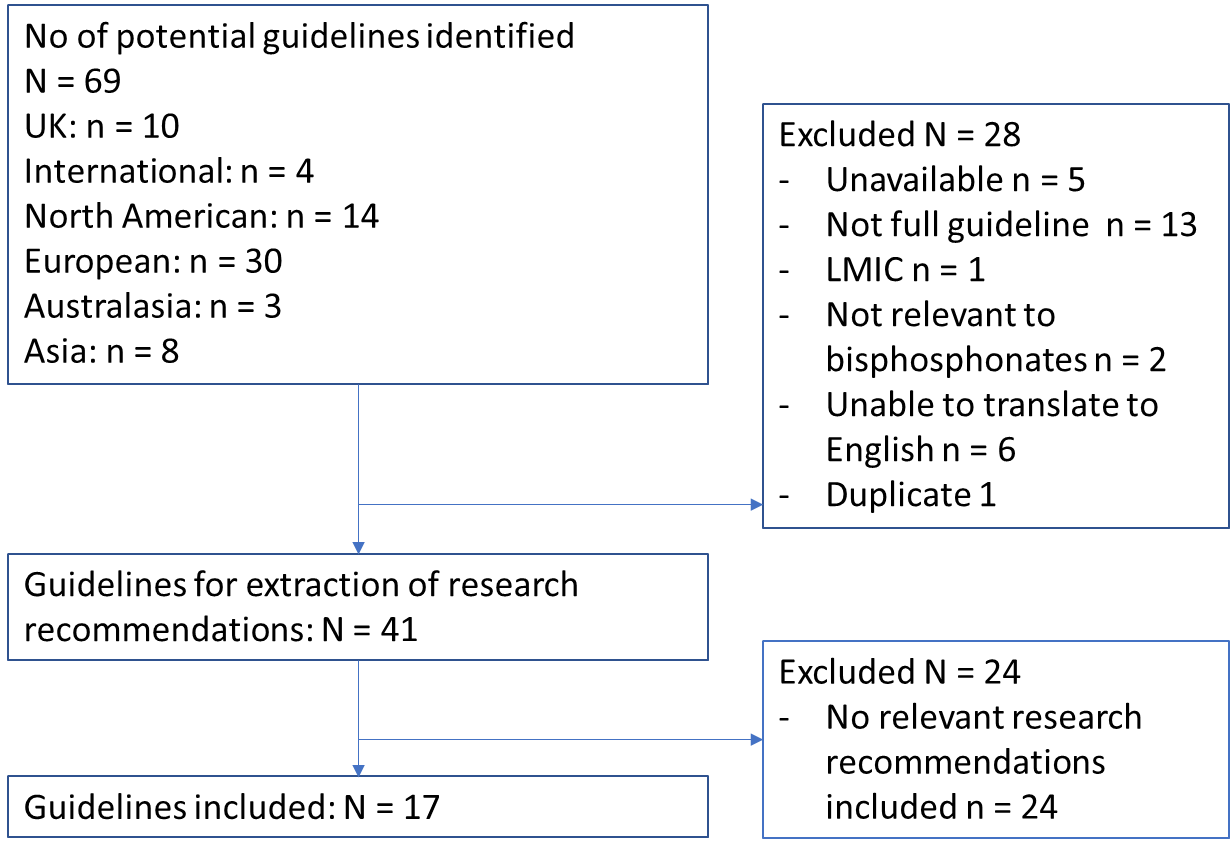 No of potential guidelines identified
N = 69
UK: n = 10
International: n = 4
North American: n = 14
European: n = 30
Australasia: n = 3
Asia: n = 8
Excluded N = 28
- Unavailable n = 5
- Not full guideline  n = 13
- LMIC n = 1
- Not relevant to
bisphosphonates n = 2
- Unable to translate to
English n = 6
- Duplicate 1
Guidelines for extraction of research
recommendations: N = 41
Excluded N = 24
- No relevant research
recommendations
included n = 24
Guidelines included: N = 17